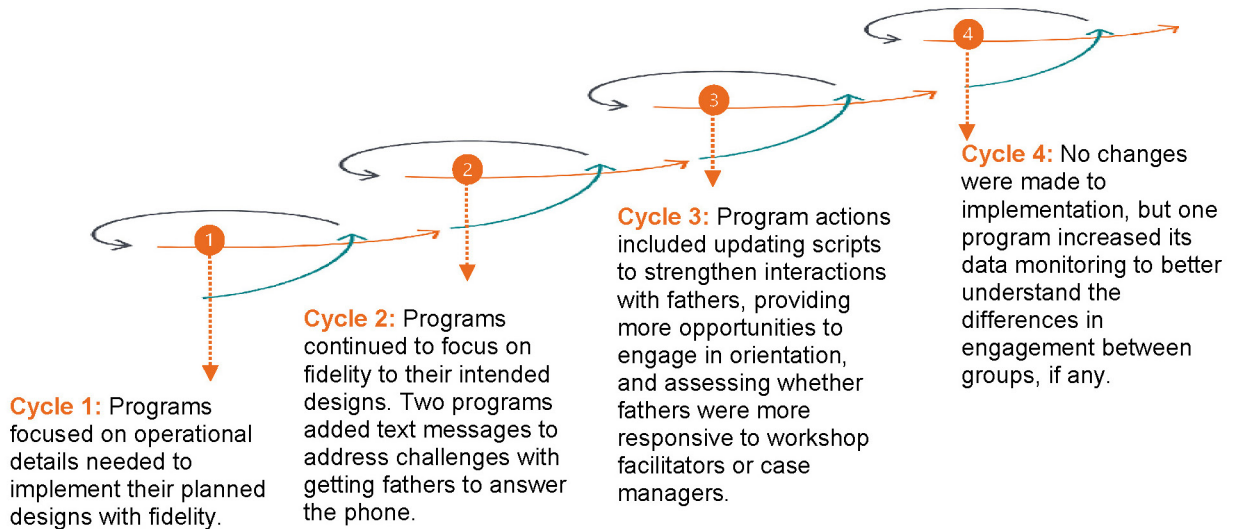 1
Cycle 1: Programs
focused on operational
details needed to
implement their planned
designs with fidelity.
2
Cycle 2: Programs
continued to focus on
fidelity to their intended
designs. Two programs
added text messages to
address challenges with
getting fathers to answer
the phone.
3
Cycle 3: Program actions
included updating scripts
to strengthen interactions
with fathers, providing
more opportunities to
engage in orientation,
and assessing whether
fathers were more
responsive to workshop
facilitators or case
managers.
4
Cycle 4: No changes
were made to
implementation, but one
program increased its
data monitoring to better
understand the
differences in
engagement between
groups, if any.